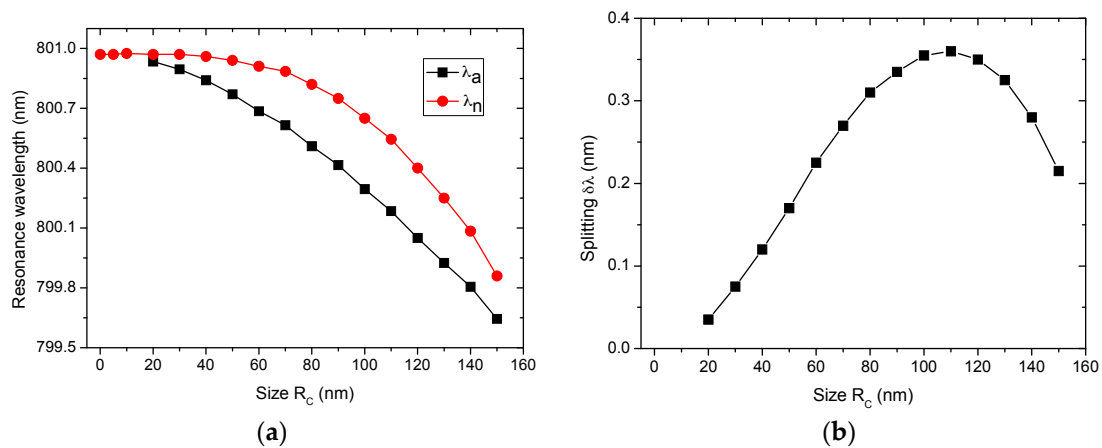 801.0
800.7
800.4
800.1
799.8
799.5
Resonance wavelength (nm)
λa
λn
0 20 40 60 80 100 120 140 160
Size RC (nm)
(a)
0.4
0.3
0.2
0.1
0.0
Splitting δλ (nm)
0 20 40 60 80 100 120 140 160
Size RC (nm)
(b)